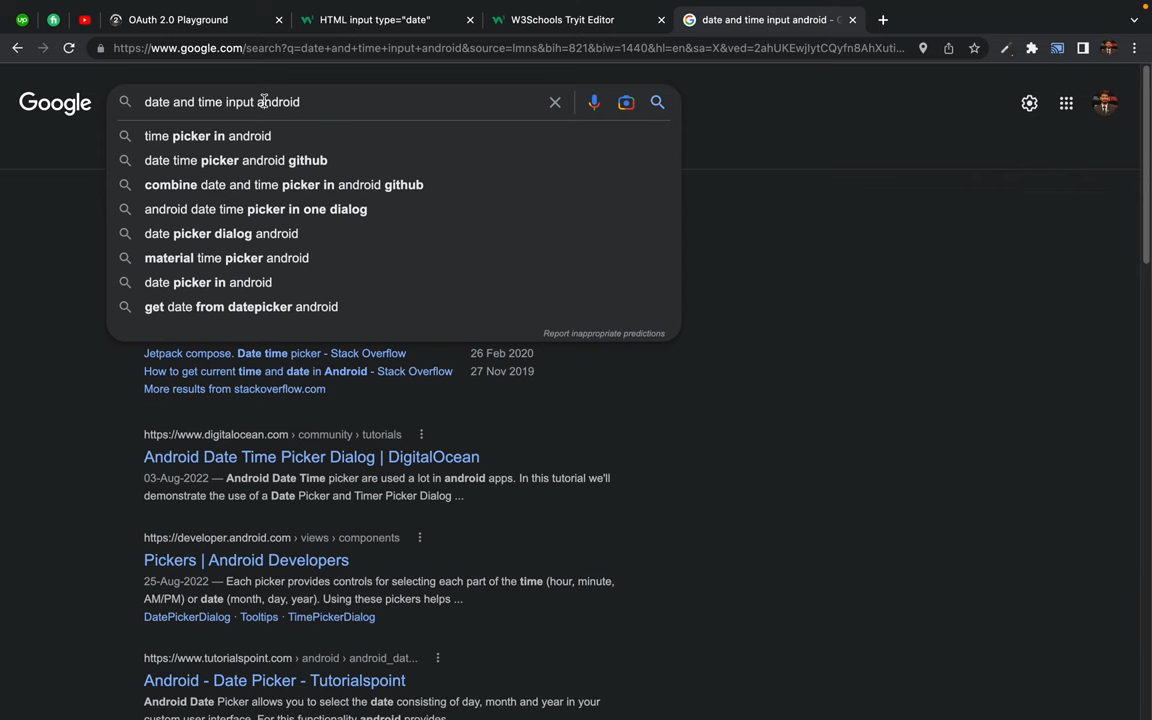 up
fi
OAuth 2.0 Playground
HTML input type="date"
W3Schools Tryit Editor
date and time input android - G
https://www.google.com/search?q=date+and+time+input+android&source=lmns&bih=821&biw=1440&hl=en&sa=X&ved=2ahUKEwjIytCQyfn8AhXuti...
Google
date and time input android
time picker in android
date time picker android github
combine date and time picker in android github
android date time picker in one dialog
date picker dialog android
material time picker android
date picker in android
get date from datepicker android
Report inappropriate predictions
Jetpack compose. Date time picker - Stack Overflow 26 Feb 2020
How to get current time and date in Android - Stack Overflow 27 Nov 2019
More results from stackoverflow.com
https://www.digitalocean.com › community › tutorials
Android Date Time Picker Dialog | DigitalOcean
03-Aug-2022 — Android Date Time picker are used a lot in android apps. In this tutorial we'll
demonstrate the use of a Date Picker and Timer Picker Dialog ...
https://developer.android.com › views › components
Pickers | Android Developers
25-Aug-2022 — Each picker provides controls for selecting each part of the time (hour, minute,
AM/PM) or date (month, day, year). Using these pickers helps ...
DatePickerDialog · Tooltips · TimePickerDialog
https://www.tutorialspoint.com › android › android_dat...
Android - Date Picker - Tutorialspoint
Android Date Picker allows you to select the date consisting of day, month and year in your
custom user interface. For this functionality android provides